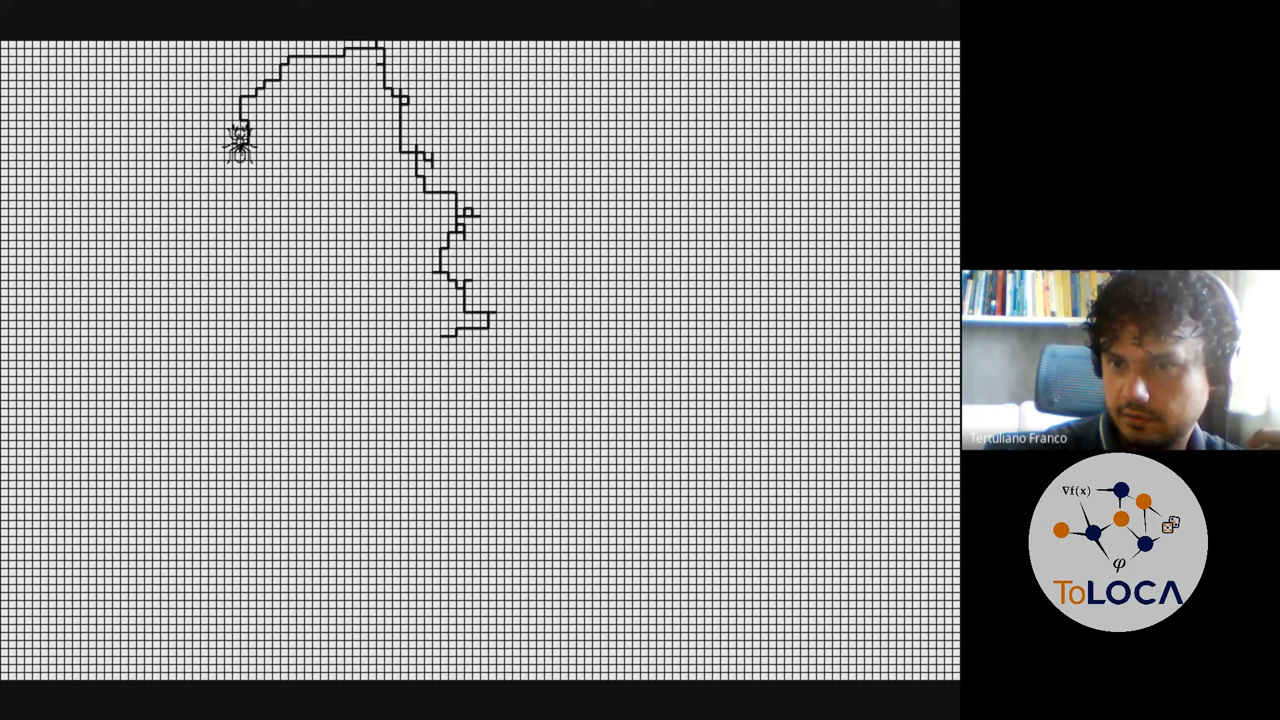 Tertuliano Franco
∇f(x)
φ
ToLOCA